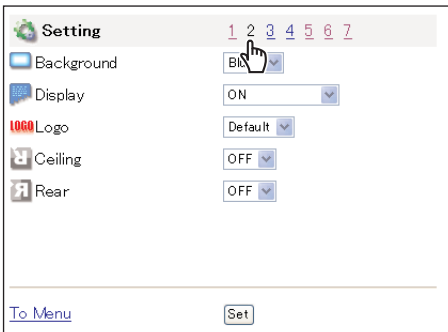 Setting 1 2 3 4 5 6 7
Background
Display ON
LOGO Logo Default
Ceiling OFF
Rear OFF
To Menu Set